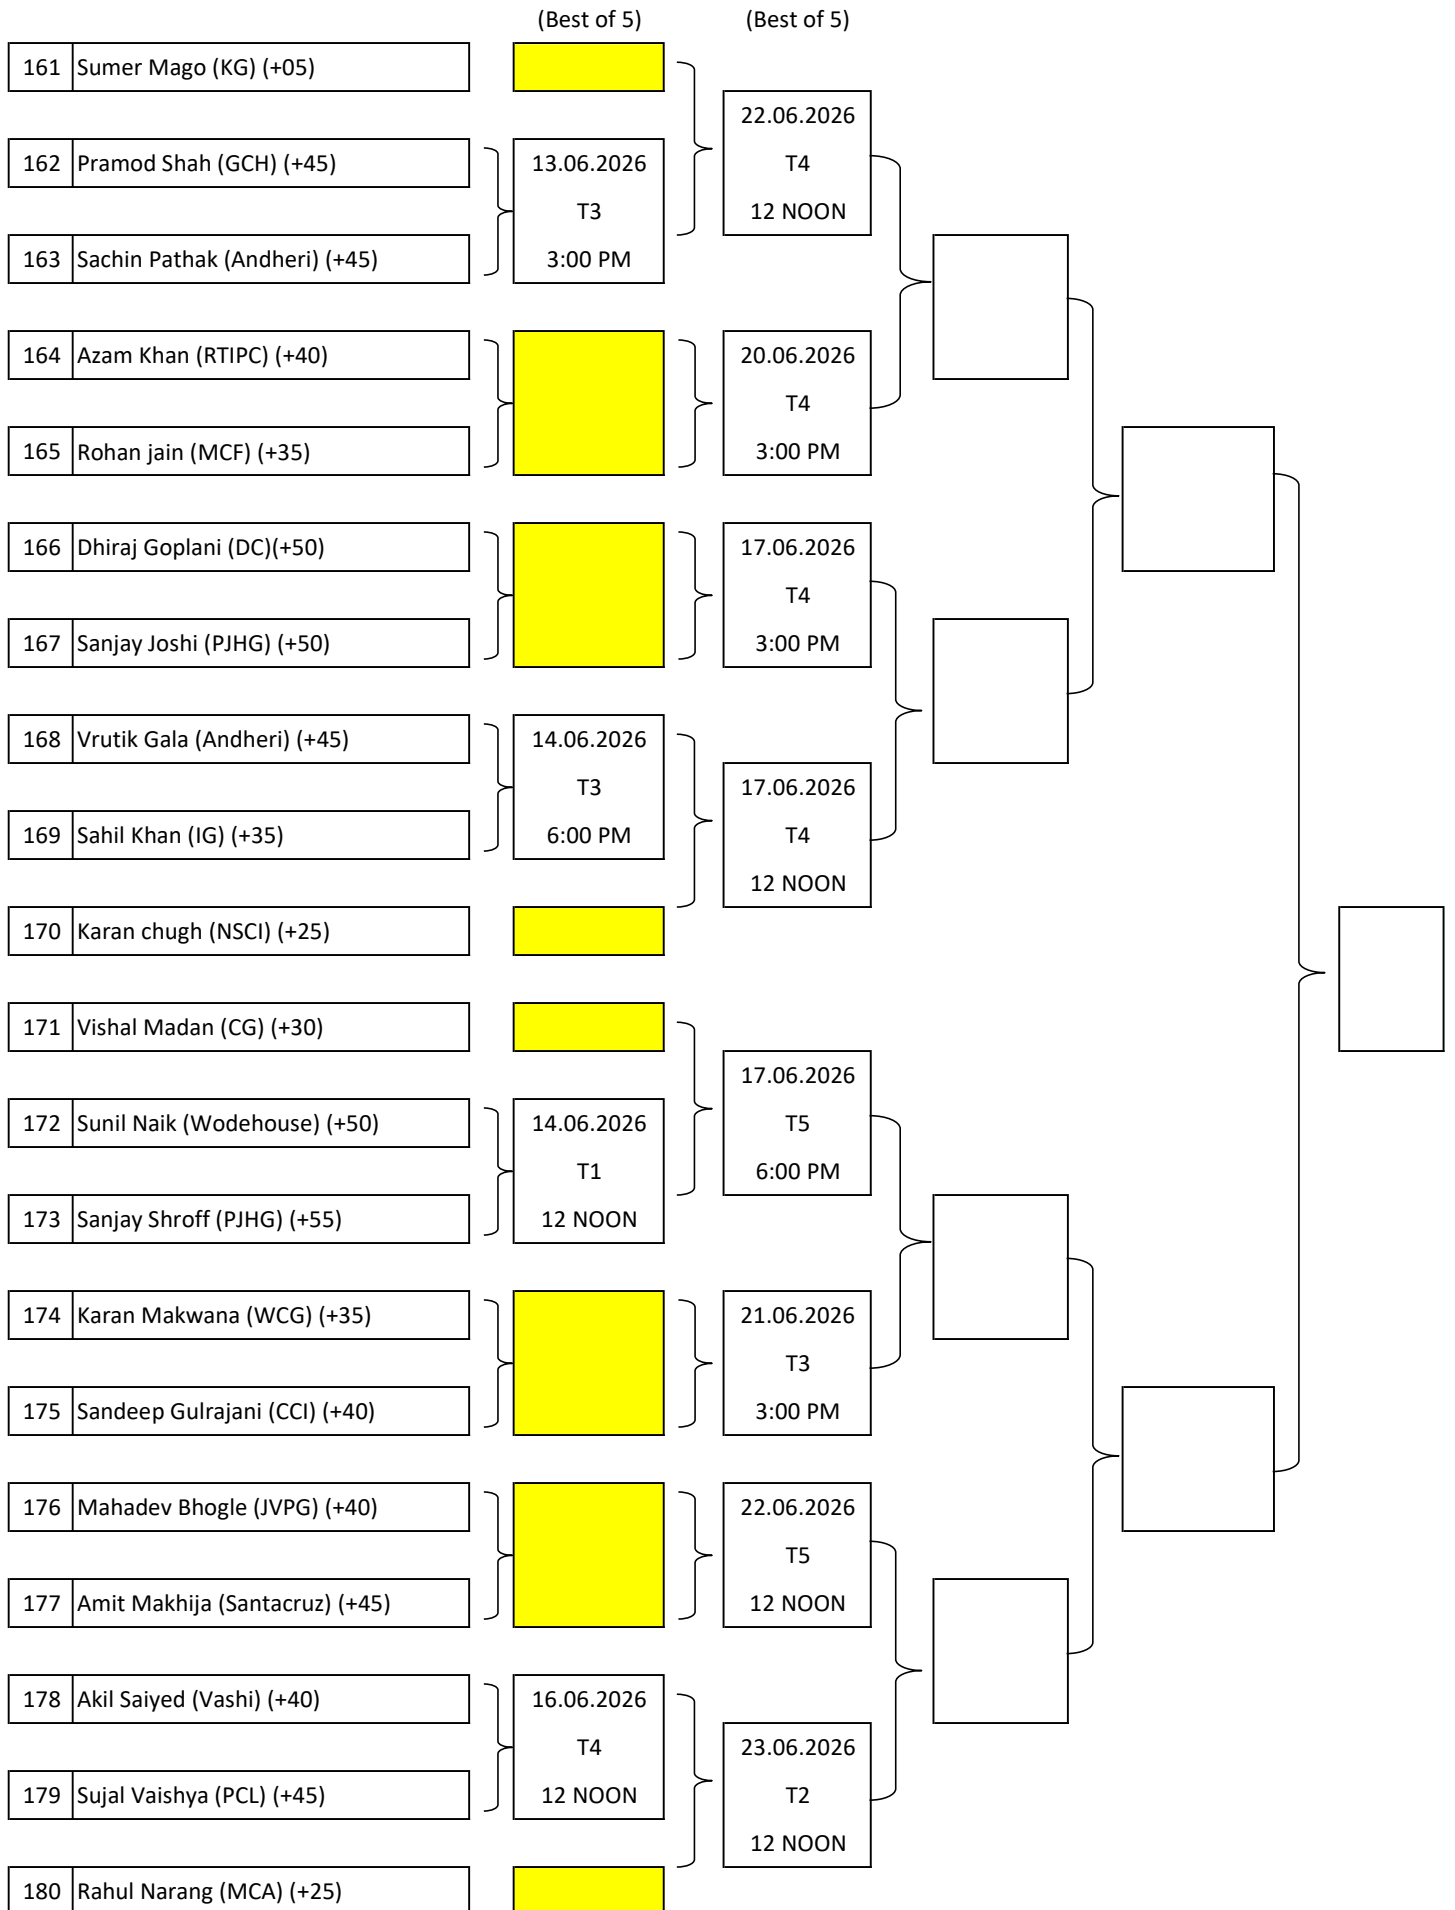 (Best of 5) (Best of 5)
161 Sumer Mago (KG) (+05)
22.06.2026
162 Pramod Shah (GCH) (+45) 13.06.2026 T4
T3 12 NOON
163 Sachin Pathak (Andheri) (+45) 3:00 PM
164 Azam Khan (RTIPC) (+40) 20.06.2026
T4
165 Rohan jain (MCF) (+35) 3:00 PM
166 Dhiraj Goplani (DC)(+50) 17.06.2026
T4
167 Sanjay Joshi (PJHG) (+50) 3:00 PM
168 Vrutik Gala (Andheri) (+45) 14.06.2026
T3 17.06.2026
169 Sahil Khan (IG) (+35) 6:00 PM T4
12 NOON
170 Karan chugh (NSCI) (+25)
171 Vishal Madan (CG) (+30)
17.06.2026
172 Sunil Naik (Wodehouse) (+50) 14.06.2026 T5
T1 6:00 PM
173 Sanjay Shroff (PJHG) (+55) 12 NOON
174 Karan Makwana (WCG) (+35) 21.06.2026
T3
175 Sandeep Gulrajani (CCI) (+40) 3:00 PM
176 Mahadev Bhogle (JVPG) (+40) 22.06.2026
T5
177 Amit Makhija (Santacruz) (+45) 12 NOON
178 Akil Saiyed (Vashi) (+40) 16.06.2026
T4 23.06.2026
179 Sujal Vaishya (PCL) (+45) 12 NOON T2
12 NOON
180 Rahul Narang (MCA) (+25)